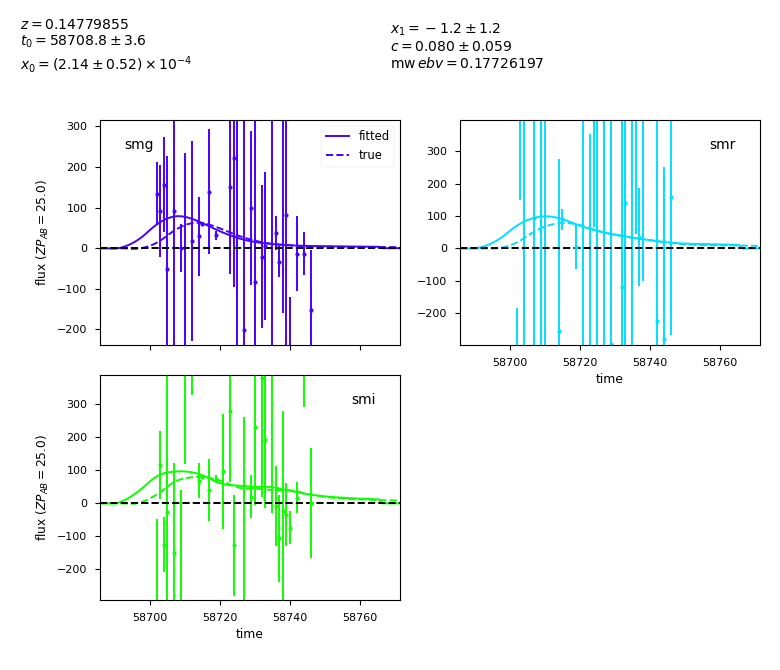 z = 0.14779855
t₀ = 58708.8 ± 3.6
x₀ = (2.14 ± 0.52) × 10⁻⁴
x₁ = −1.2 ± 1.2
c = 0.080 ± 0.059
mw ebv = 0.17726197
smg
fitted
true
300
200
100
0
−100
−200
flux (ZP_AB = 25.0)
smr
300
200
100
0
−100
−200
58700 58720 58740 58760
time
smi
300
200
100
0
−100
−200
flux (ZP_AB = 25.0)
58700 58720 58740 58760
time